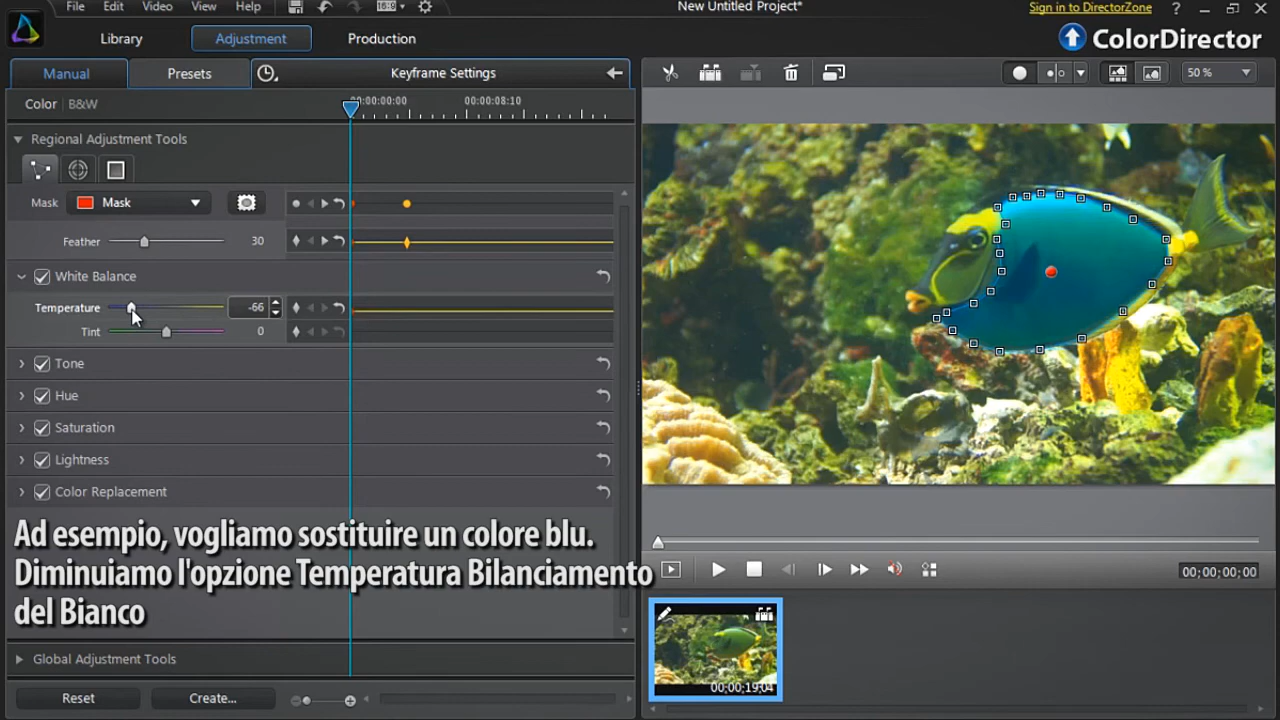 File Edit Video View Help 16:9 New Untitled Project* Sign in to DirectorZone ?
Library Adjustment Production ColorDirector
Manual Presets Keyframe Settings 50 %
Color B&W 00:00:00:00 00:00:08:10
Regional Adjustment Tools
Mask Mask
Feather 30
White Balance
Temperature -66
Tint 0
Tone
Hue
Saturation
Lightness
Color Replacement
Ad esempio, vogliamo sostituire un colore blu.
Diminuiamo l'opzione Temperatura Bilanciamento
del Bianco
00;00;00;00
00;00;19;04
Global Adjustment Tools
Reset Create...